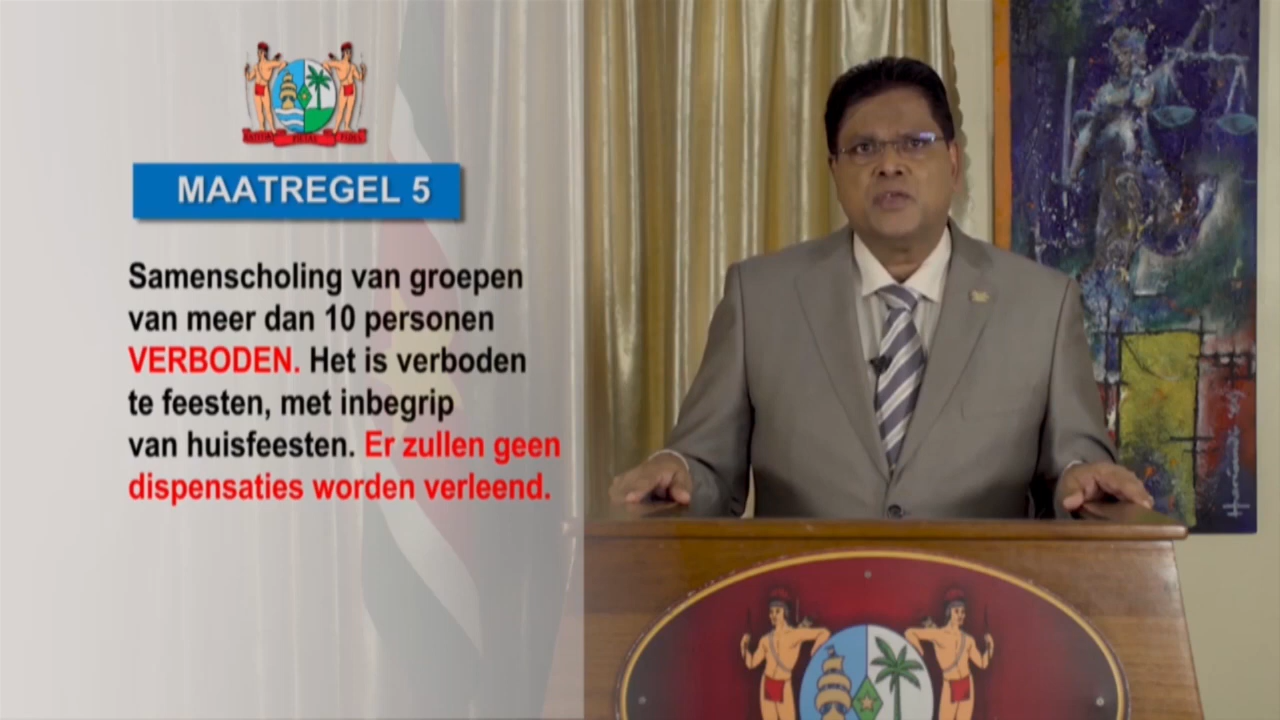 MAATREGEL 5
Samenscholing van groepen
van meer dan 10 personen
VERBODEN. Het is verboden
te feesten, met inbegrip
van huisfeesten. Er zullen geen
dispensaties worden verleend.